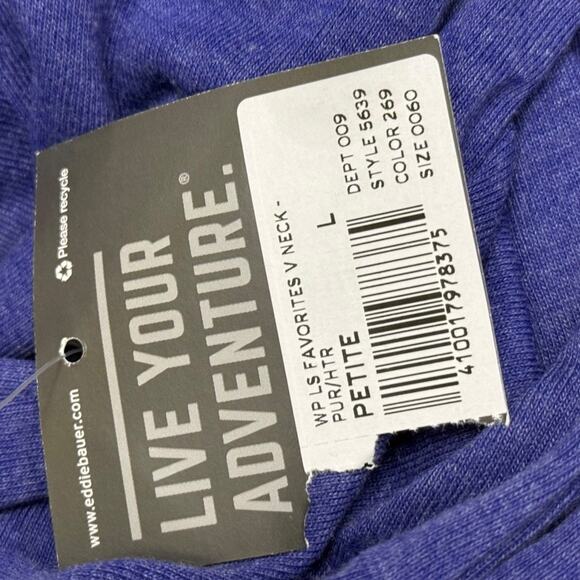 Please recycle
www.eddiebauer.com
LIVE YOUR
ADVENTURE.®
WP LS FAVORITES V NECK -
PUR/HTR L
PETITE
DEPT 009
STYLE 5639
COLOR 269
SIZE 0060
410017978375